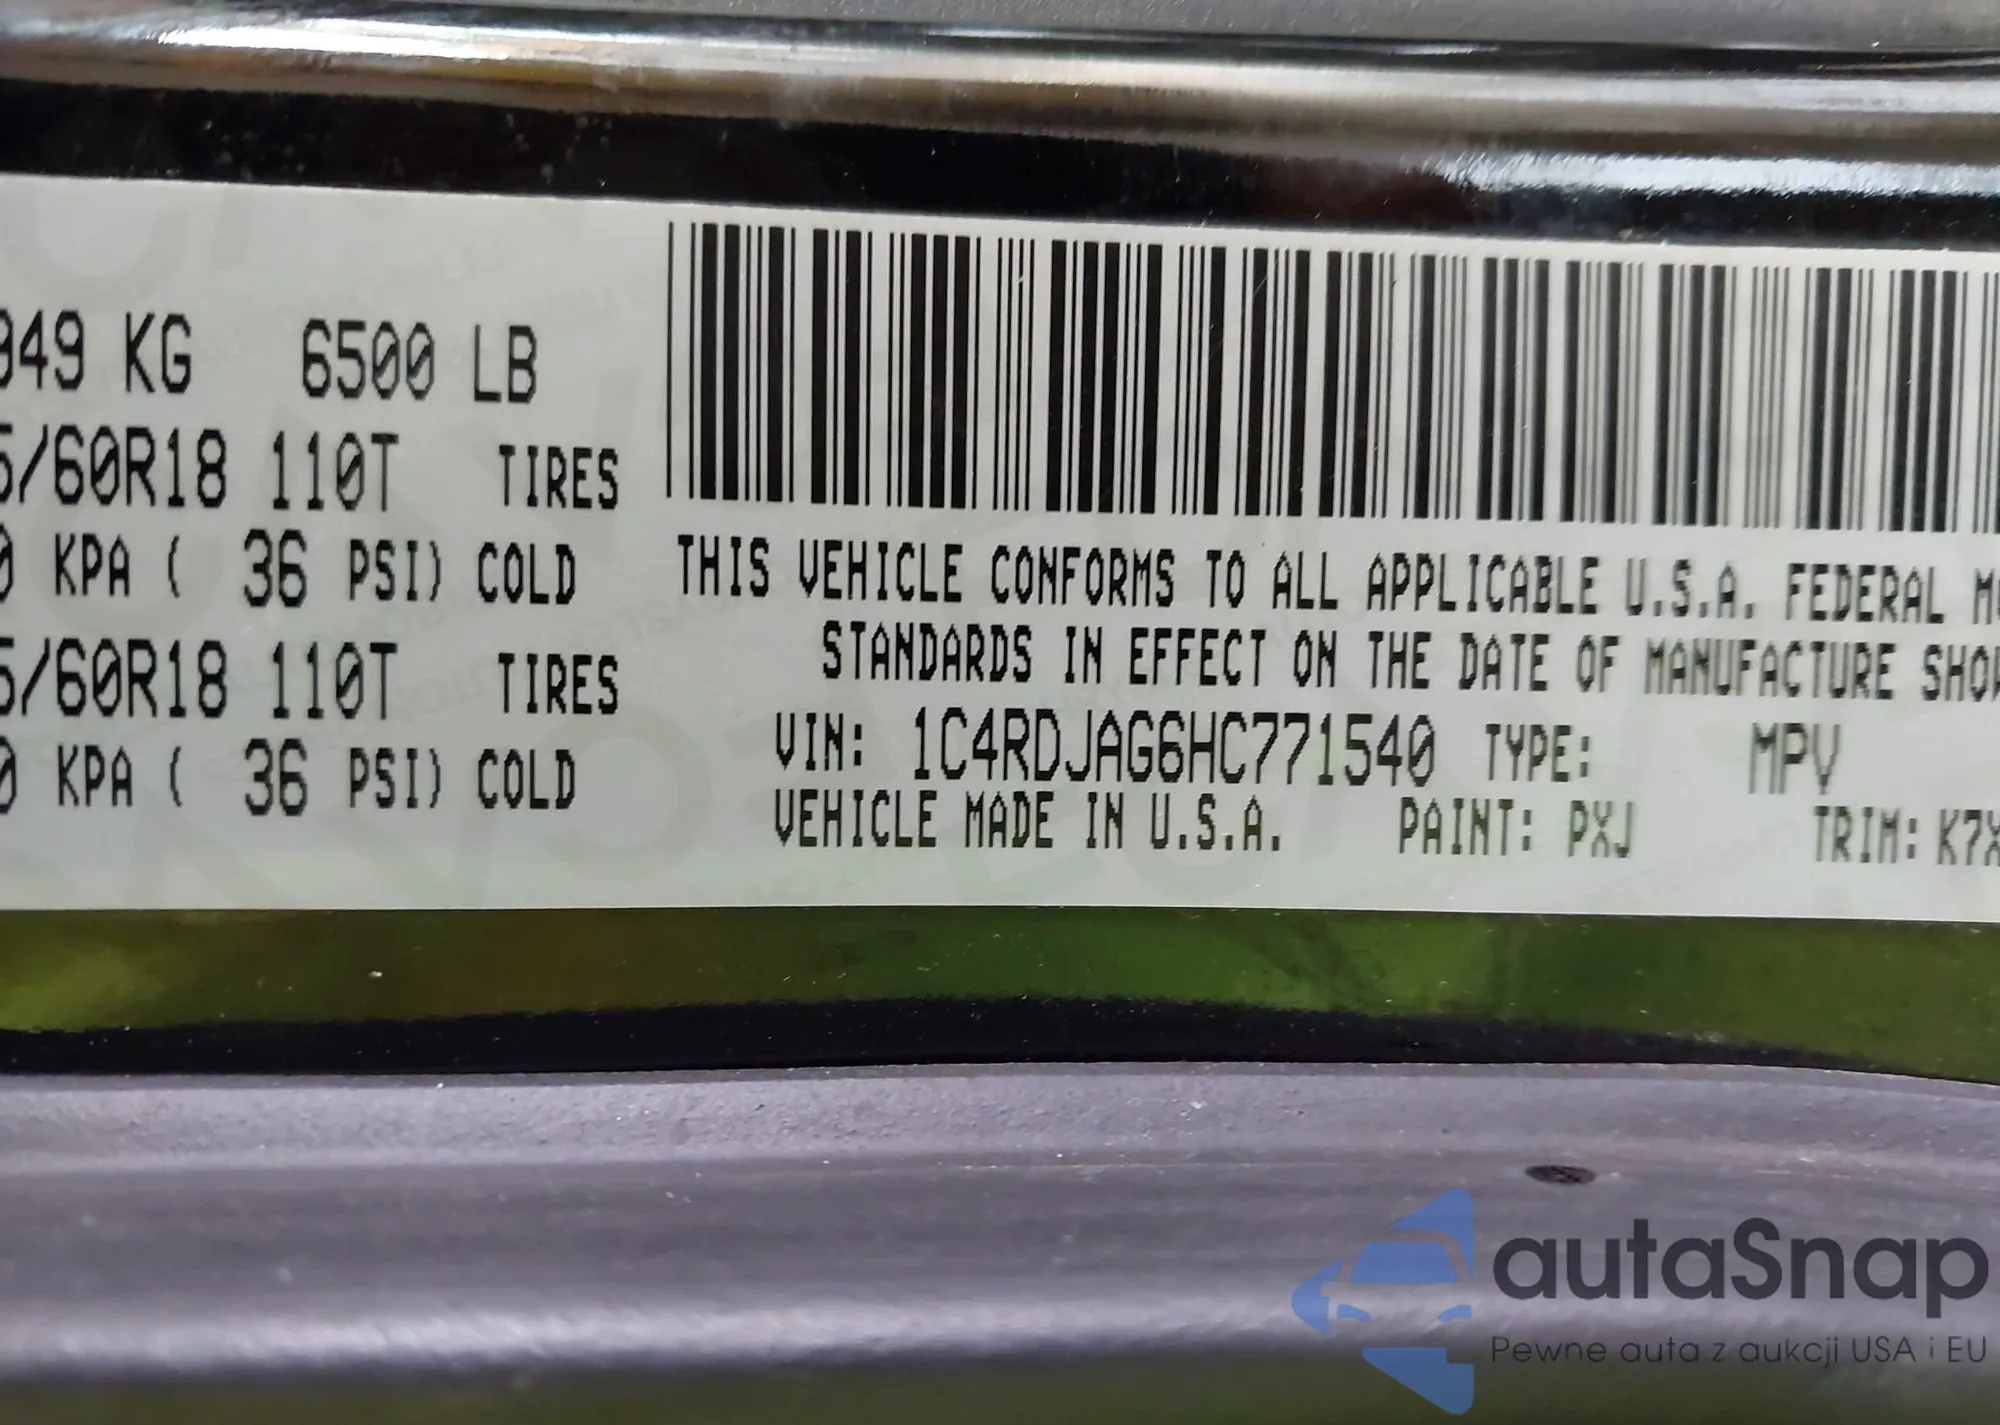 949 KG 6500 LB
5/60R18 110T TIRES
0 KPA ( 36 PSI) COLD
5/60R18 110T TIRES
0 KPA ( 36 PSI) COLD
THIS VEHICLE CONFORMS TO ALL APPLICABLE U.S.A. FEDERAL M
STANDARDS IN EFFECT ON THE DATE OF MANUFACTURE SHO
VIN: 1C4RDJAG6HC771540 TYPE: MPV
VEHICLE MADE IN U.S.A. PAINT: PXJ TRIM: K7X
autaSnap
Pewne auta z aukcji USA i EU